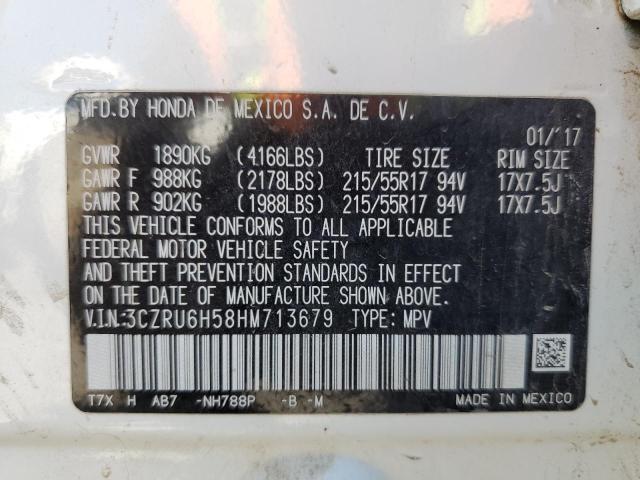 MFD.BY HONDA DE MEXICO S.A. DE C.V.
01/'17
GVWR 1890KG (4166LBS) TIRE SIZE RIM SIZE
GAWR F 988KG (2178LBS) 215/55R17 94V 17X7.5J
GAWR R 902KG (1988LBS) 215/55R17 94V 17X7.5J
THIS VEHICLE CONFORMS TO ALL APPLICABLE
FEDERAL MOTOR VEHICLE SAFETY
AND THEFT PREVENTION STANDARDS IN EFFECT
ON THE DATE OF MANUFACTURE SHOWN ABOVE.
V.I.N:3CZRU6H58HM713679 TYPE: MPV
T7X H AB7 -NH788P -B -M MADE IN MEXICO